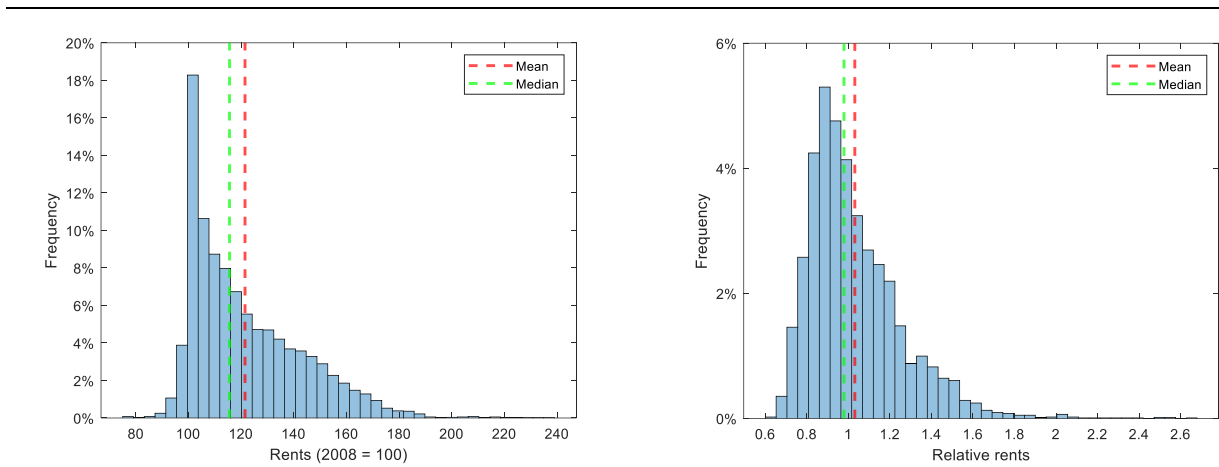 20%
18%
16%
14%
12%
10%
8%
6%
4%
2%
0%
Frequency
80 100 120 140 160 180 200 220 240
Rents (2008 = 100)
Mean
Median
6%
4%
2%
0%
Frequency
0.6 0.8 1 1.2 1.4 1.6 1.8 2 2.2 2.4 2.6
Relative rents
Mean
Median